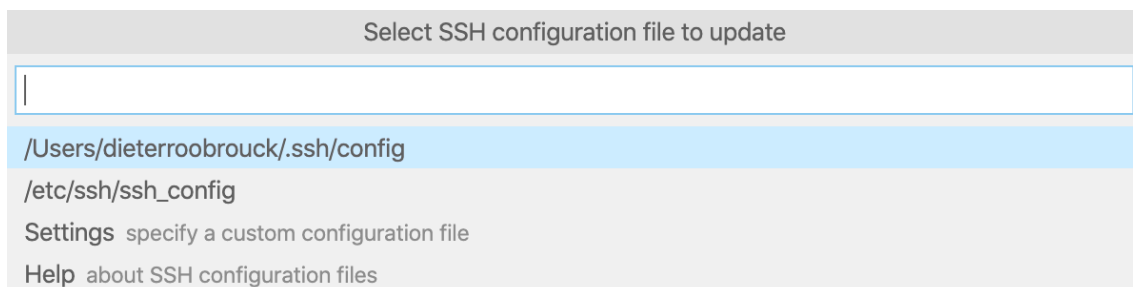 Select SSH configuration file to update
/Users/dieterroobrouck/.ssh/config
/etc/ssh/ssh_config
Settings specify a custom configuration file
Help about SSH configuration files